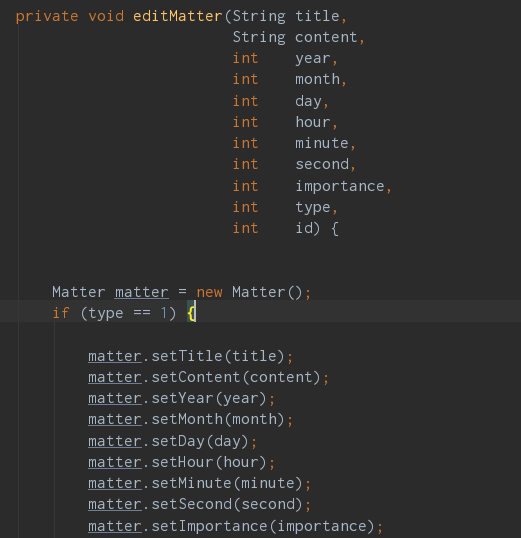 private void editMatter(String title,
String content,
int year,
int month,
int day,
int hour,
int minute,
int second,
int importance,
int type,
int id) {
Matter matter = new Matter();
if (type == 1) {
matter.setTitle(title);
matter.setContent(content);
matter.setYear(year);
matter.setMonth(month);
matter.setDay(day);
matter.setHour(hour);
matter.setMinute(minute);
matter.setSecond(second);
matter.setImportance(importance);